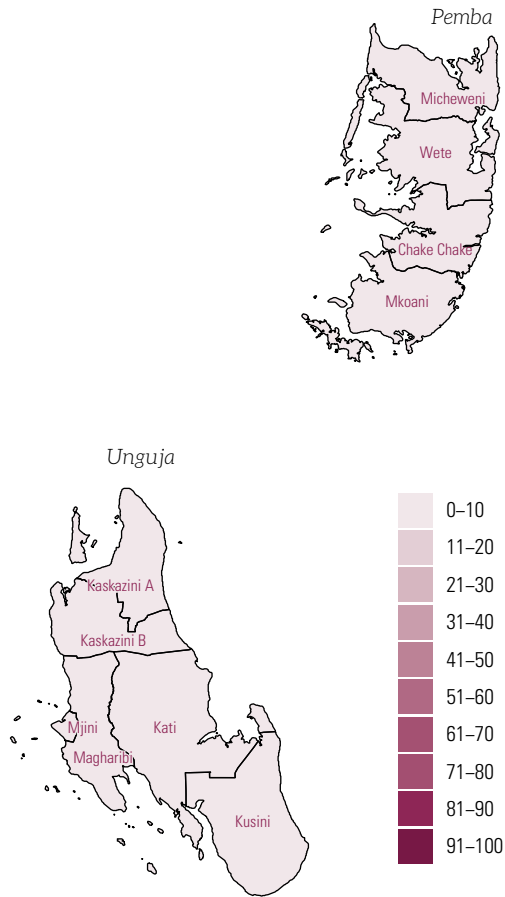 Pemba
Micheweni
Wete
Chake Chake
Mkoani
Unguja
Kaskazini A
Kaskazini B
Mjini
Kati
Magharibi
Kusini
0–10
11–20
21–30
31–40
41–50
51–60
61–70
71–80
81–90
91–100